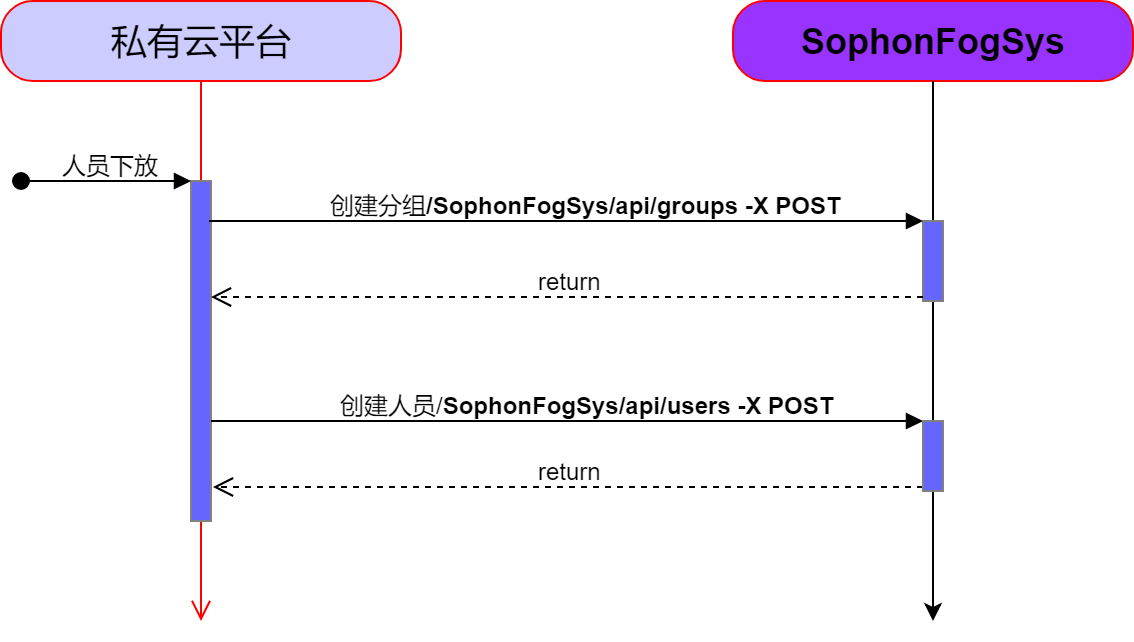 私有云平台
SophonFogSys
人员下放
创建分组/SophonFogSys/api/groups -X POST
return
创建人员/SophonFogSys/api/users -X POST
return